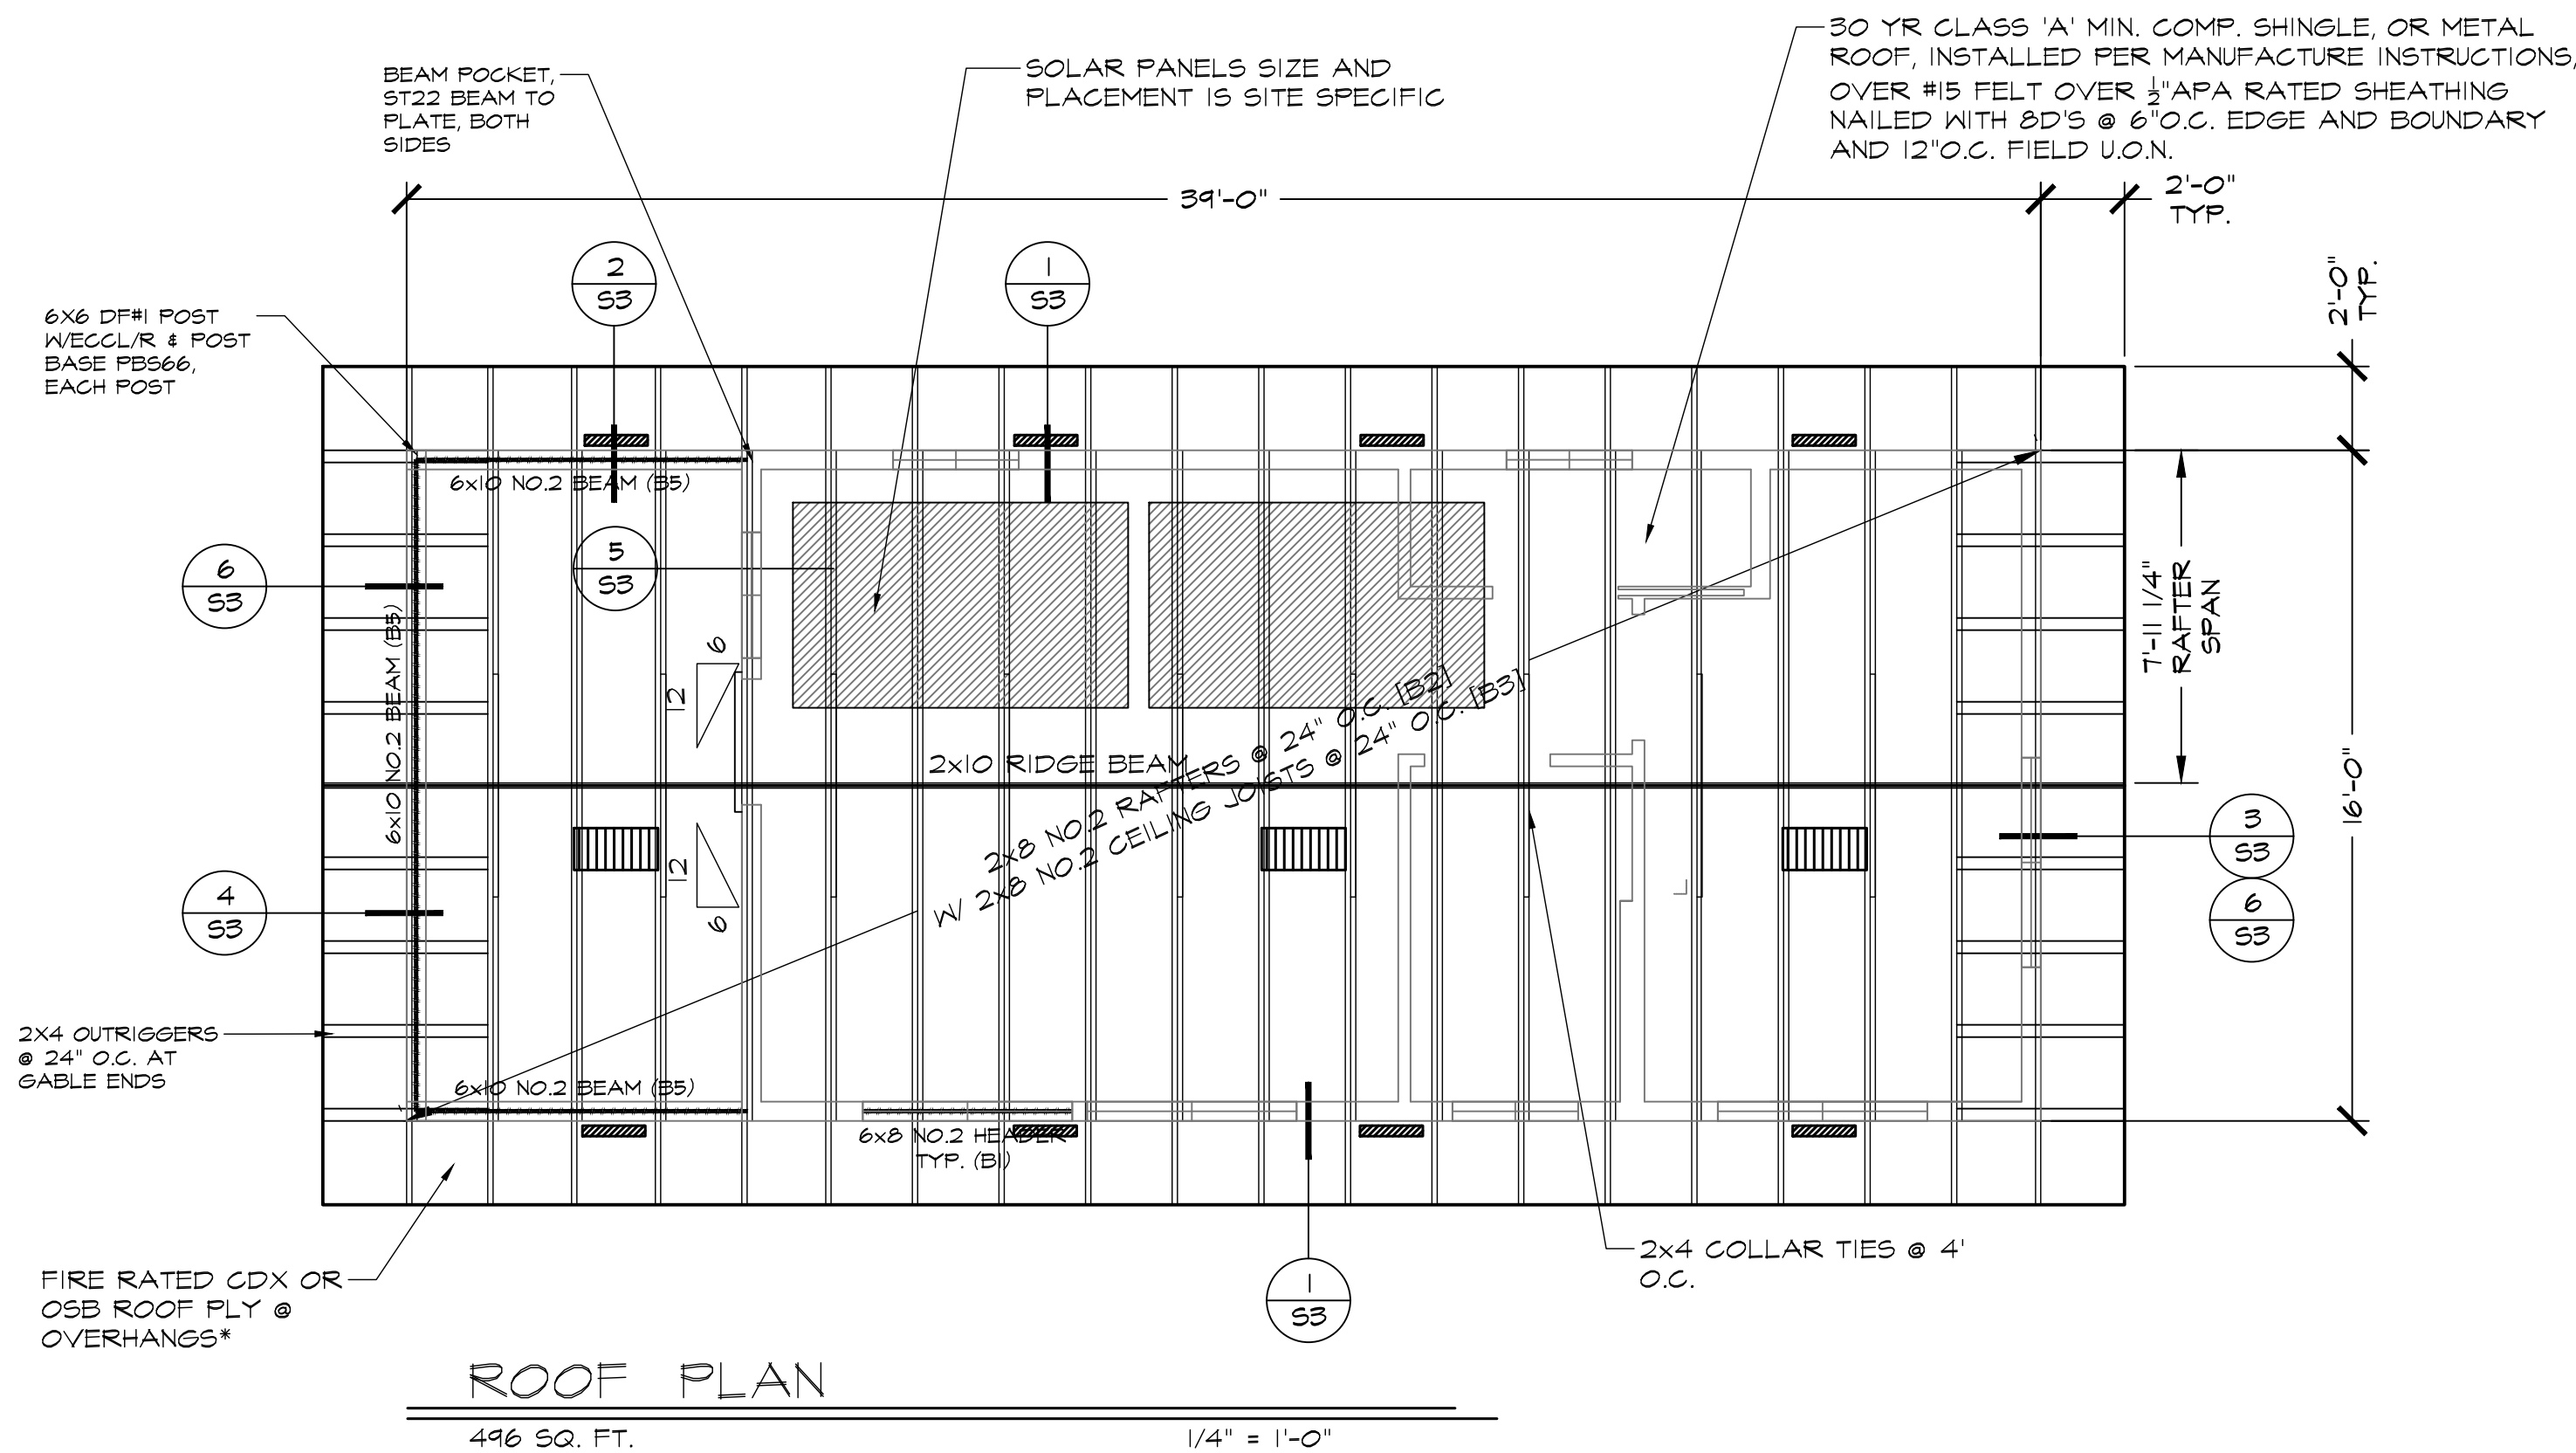 30 YR CLASS 'A' MIN. COMP. SHINGLE, OR METAL
ROOF, INSTALLED PER MANUFACTURE INSTRUCTIONS,
OVER #15 FELT OVER 1/2"APA RATED SHEATHING
NAILED WITH 8D'S @ 6"O.C. EDGE AND BOUNDARY
AND 12"O.C. FIELD U.O.N.
SOLAR PANELS SIZE AND
PLACEMENT IS SITE SPECIFIC
BEAM POCKET,
ST22 BEAM TO
PLATE, BOTH
SIDES
39'-0"
2'-0"
TYP.
2
S3
1
S3
2'-0"
TYP.
6X6 DF#1 POST
W/ECCL/R & POST
BASE PBS66,
EACH POST
6x10 NO.2 BEAM (B5)
5
S3
6
S3
6x10 NO.2 BEAM (B5)
6
12
12
6
7'-11 1/4"
RAFTER
SPAN
16'-0"
2x10 RIDGE BEAM
2x8 NO.2 RAFTERS @ 24" O.C. [B2]
W/ 2x8 NO.2 CEILING JOISTS @ 24" O.C. [B3]
3
S3
6
S3
4
S3
2X4 OUTRIGGERS
@ 24" O.C. AT
GABLE ENDS
6x10 NO.2 BEAM (B5)
6x8 NO.2 HEADER
TYP. (B1)
2x4 COLLAR TIES @ 4'
O.C.
1
S3
FIRE RATED CDX OR
OSB ROOF PLY @
OVERHANGS*
ROOF PLAN
496 SQ. FT.
1/4" = 1'-0"